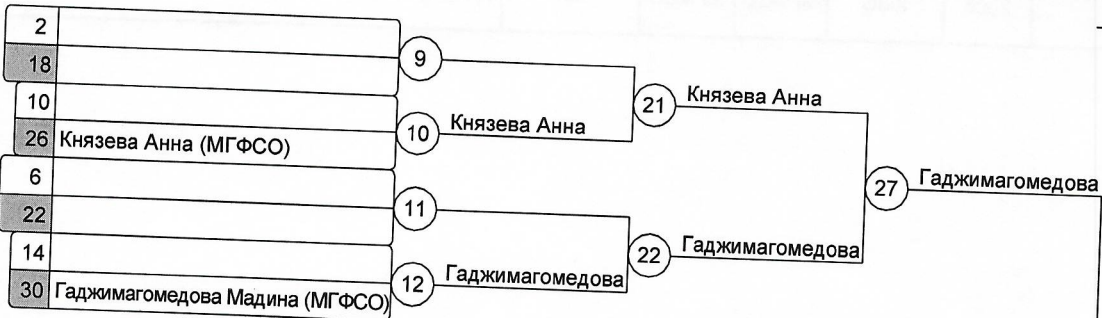 2
18
9
10
26 Князева Анна (МГФСО)
10
Князева Анна
21
Князева Анна
6
22
11
14
30 Гаджимагомедова Мадина (МГФСО)
12
Гаджимагомедова
22
Гаджимагомедова
27
Гаджимагомедова